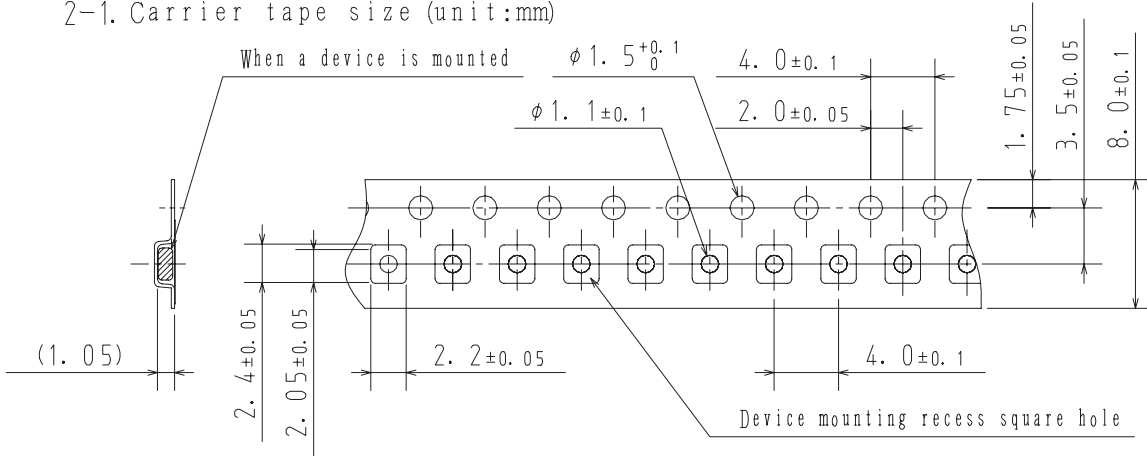 2-1. Carrier tape size (unit:mm)
When a device is mounted
φ1. 5+0. 1 0
4. 0±0. 1
φ1. 1±0. 1
2. 0±0. 05
1. 75±0. 05
3. 5±0. 05
8. 0±0. 1
(1. 05)
2. 4±0. 05
2. 05±0. 05
2. 2±0. 05
4. 0±0. 1
Device mounting recess square hole